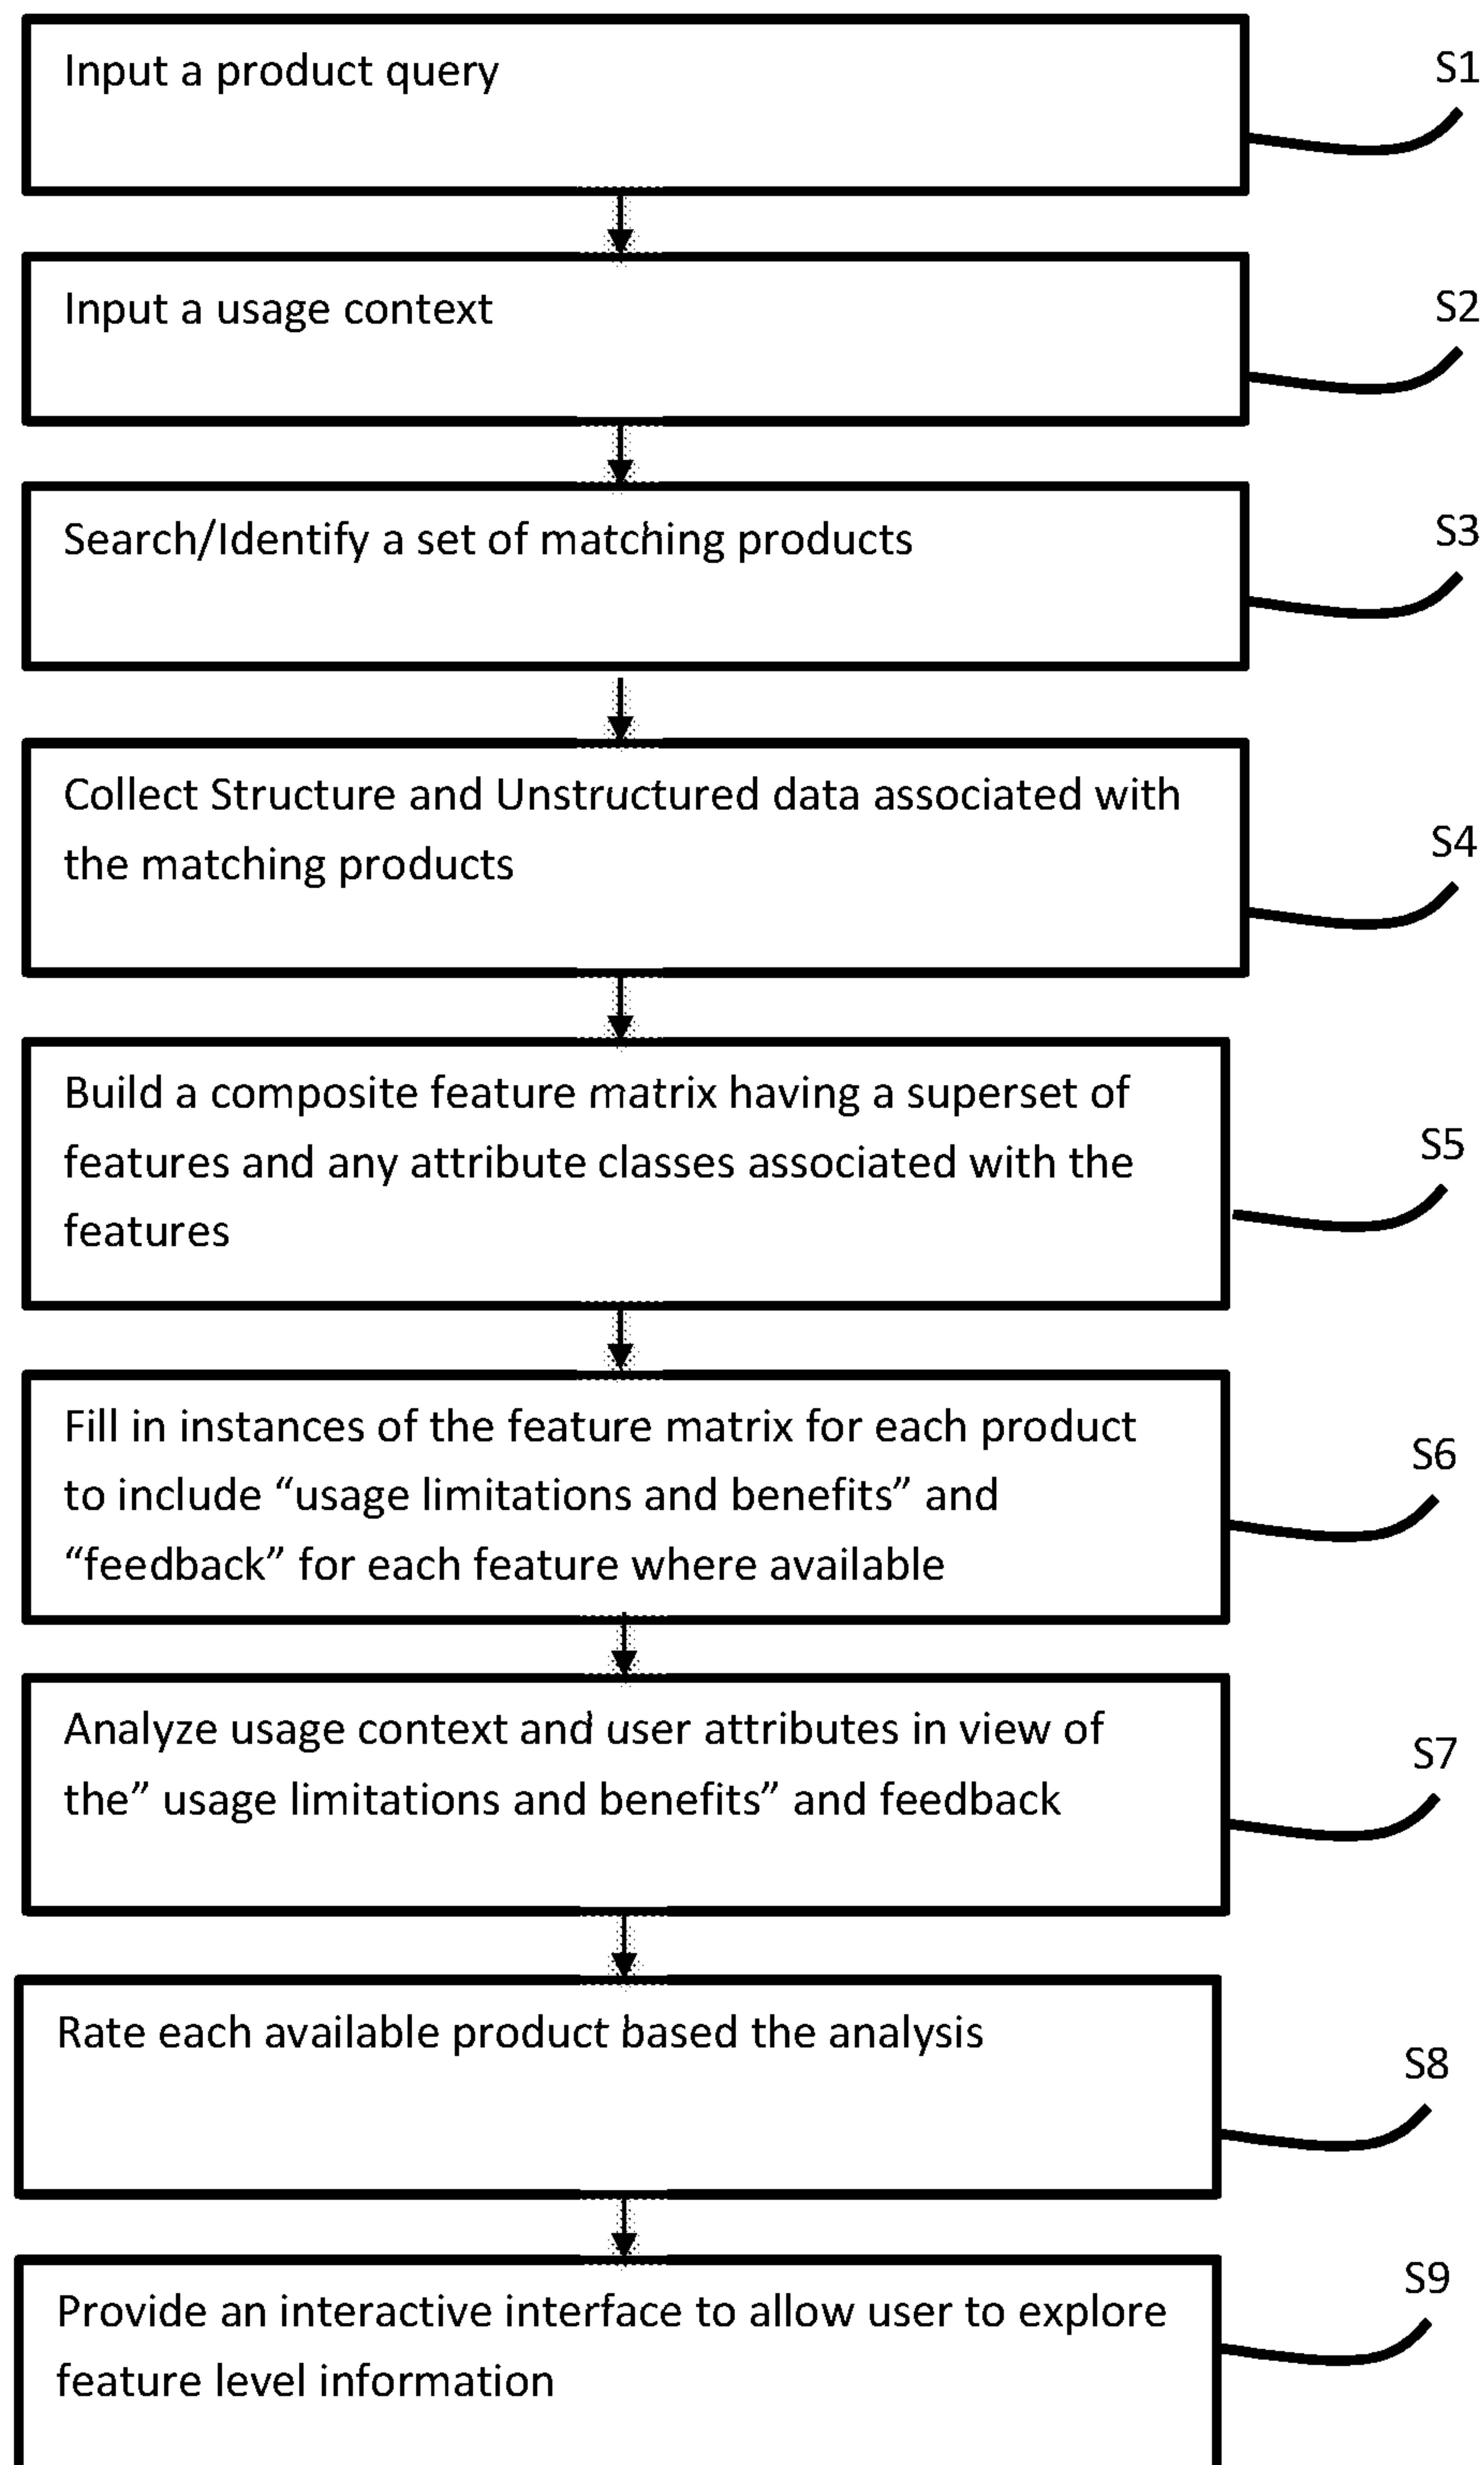 Input a product query
S1
Input a usage context
S2
Search/Identify a set of matching products
S3
Collect Structure and Unstructured data associated with
the matching products
S4
Build a composite feature matrix having a superset of
features and any attribute classes associated with the
features
S5
Fill in instances of the feature matrix for each product
to include “usage limitations and benefits” and
“feedback” for each feature where available
S6
Analyze usage context and user attributes in view of
the” usage limitations and benefits” and feedback
S7
Rate each available product based the analysis
S8
Provide an interactive interface to allow user to explore
feature level information
S9